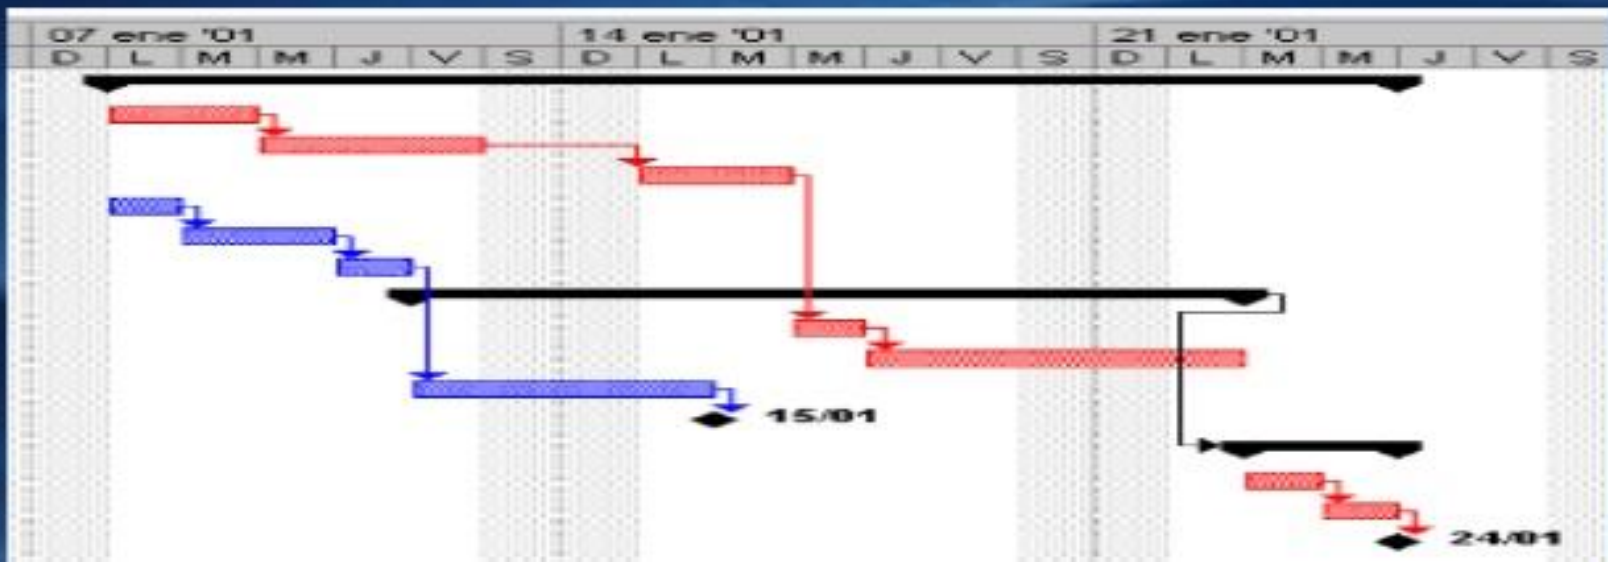 07 ene '01 14 ene '01 21 ene '01
D L M M J V S D L M M J V S D L M M J V S
15/01
24/01